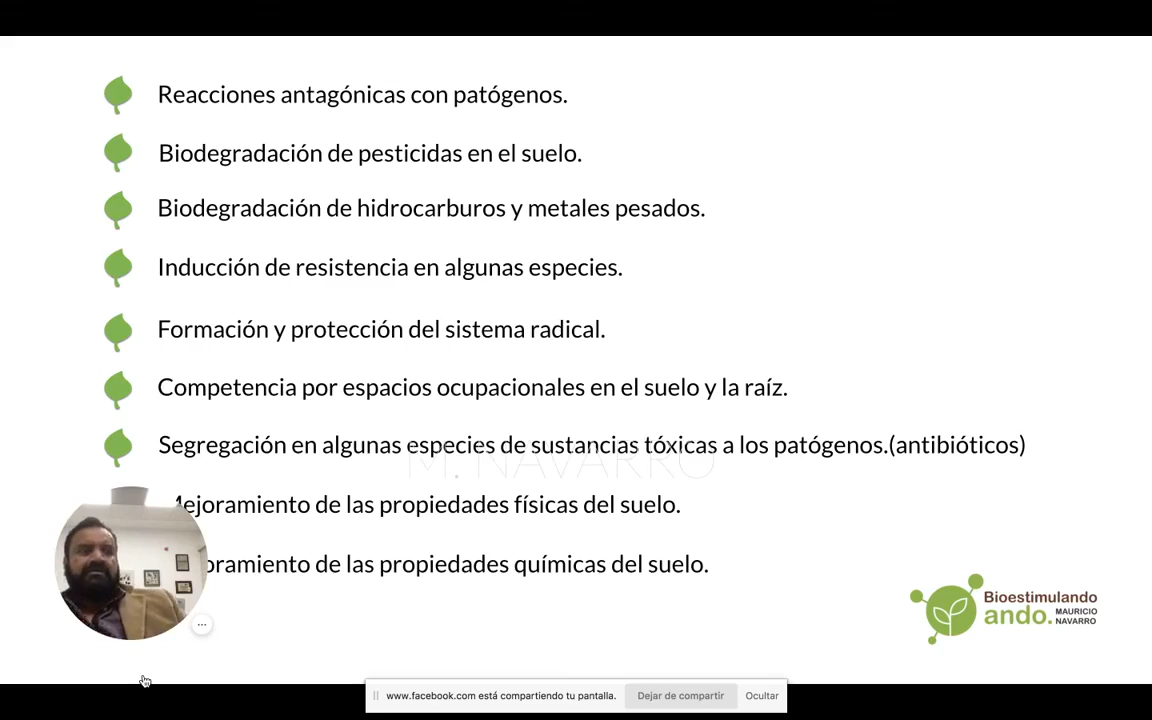 Reacciones antagónicas con patógenos.
Biodegradación de pesticidas en el suelo.
Biodegradación de hidrocarburos y metales pesados.
Inducción de resistencia en algunas especies.
Formación y protección del sistema radical.
Competencia por espacios ocupacionales en el suelo y la raíz.
Segregación en algunas especies de sustancias tóxicas a los patógenos.(antibióticos)
M. NAVARRO
Mejoramiento de las propiedades físicas del suelo.
oramiento de las propiedades químicas del suelo.
Bioestimulando
ando. MAURICIO
NAVARRO
www.facebook.com está compartiendo tu pantalla. Dejar de compartir Ocultar